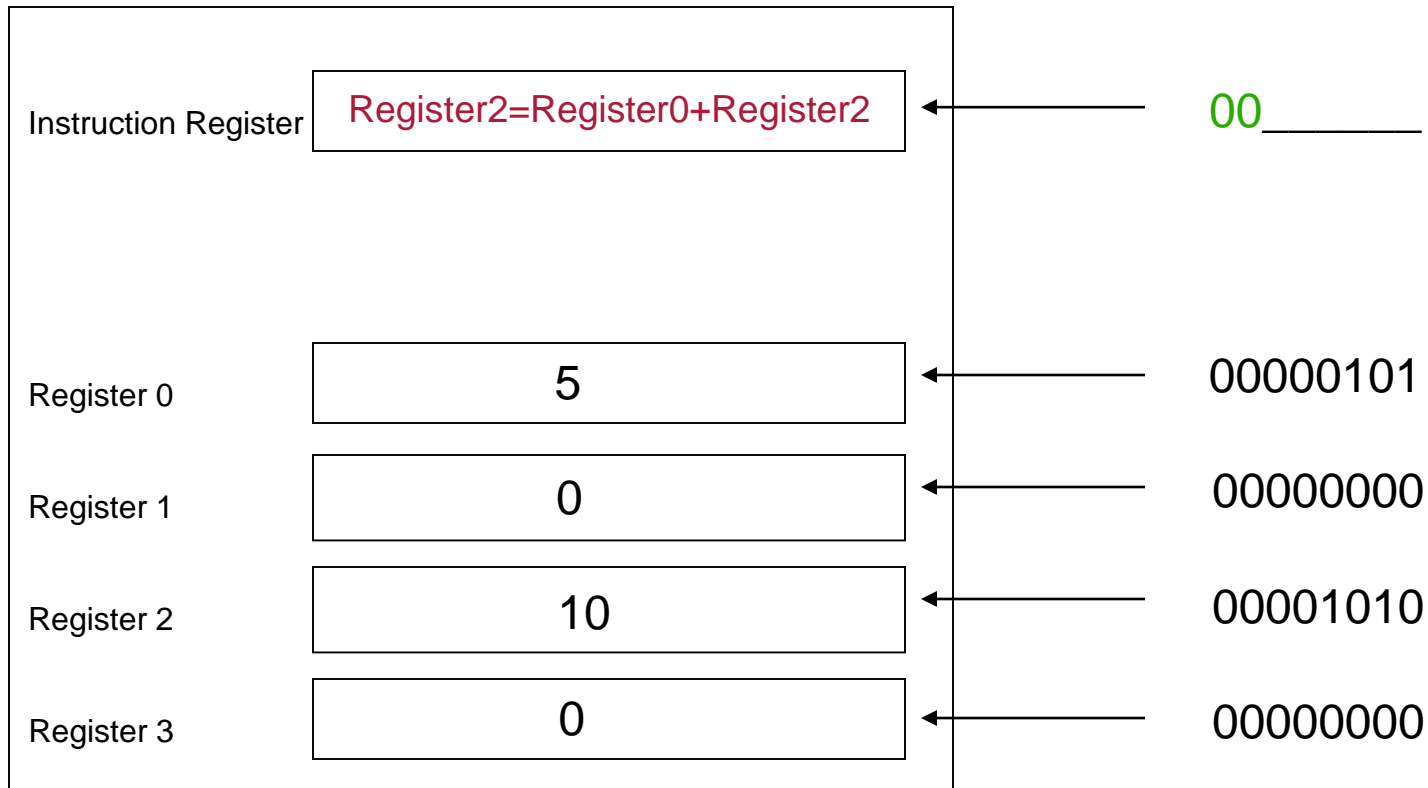 Instruction Register Register2=Register0+Register2 00______
Register 0 5 00000101
Register 1 0 00000000
Register 2 10 00001010
Register 3 0 00000000